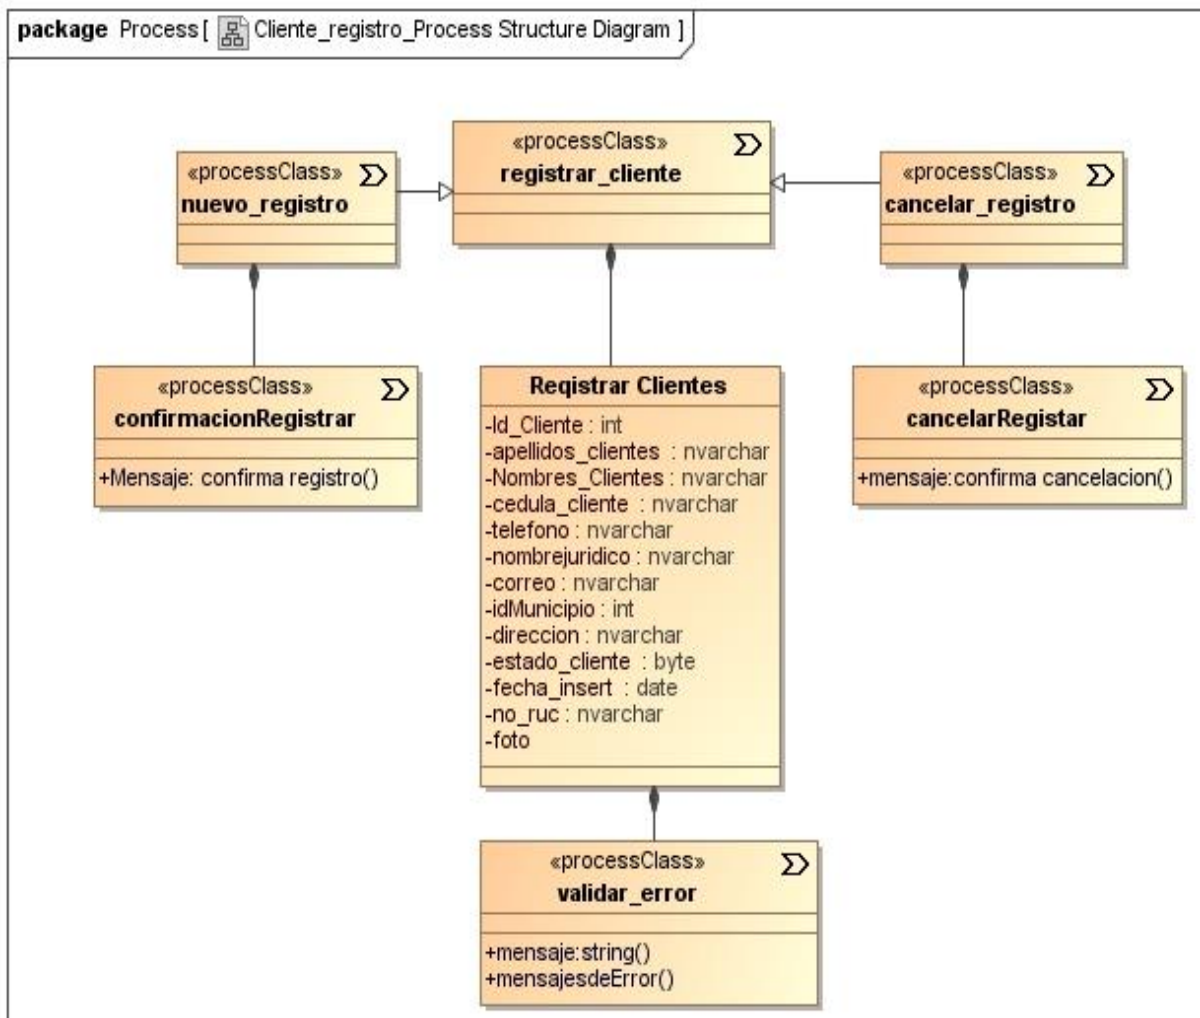 package Process[ Cliente_registro_Process Structure Diagram ]
«processClass»
nuevo_registro
«processClass»
registrar_cliente
«processClass»
cancelar_registro
«processClass»
confirmacionRegistrar
+Mensaje: confirma registro()
Registrar Clientes
-Id_Cliente : int
-apellidos_clientes : nvarchar
-Nombres_Clientes : nvarchar
-cedula_cliente : nvarchar
-telefono : nvarchar
-nombrejuridico : nvarchar
-correo : nvarchar
-idMunicipio : int
-direccion : nvarchar
-estado_cliente : byte
-fecha_insert : date
-no_ruc : nvarchar
-foto
«processClass»
cancelarRegistar
+mensaje:confirma cancelacion()
«processClass»
validar_error
+mensaje:string()
+mensajesdeError()